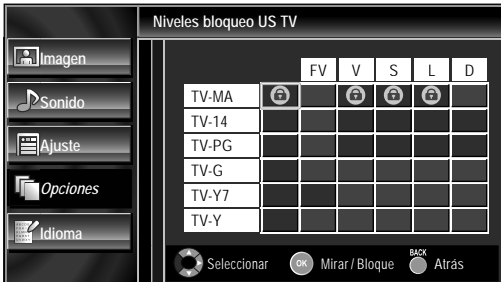 Niveles bloqueo US TV
Imagen
Sonido
Ajuste
Opciones
Idioma
FV V S L D
TV-MA
TV-14
TV-PG
TV-G
TV-Y7
TV-Y
Seleccionar
OK
Mirar / Bloque
BACK
Atrás